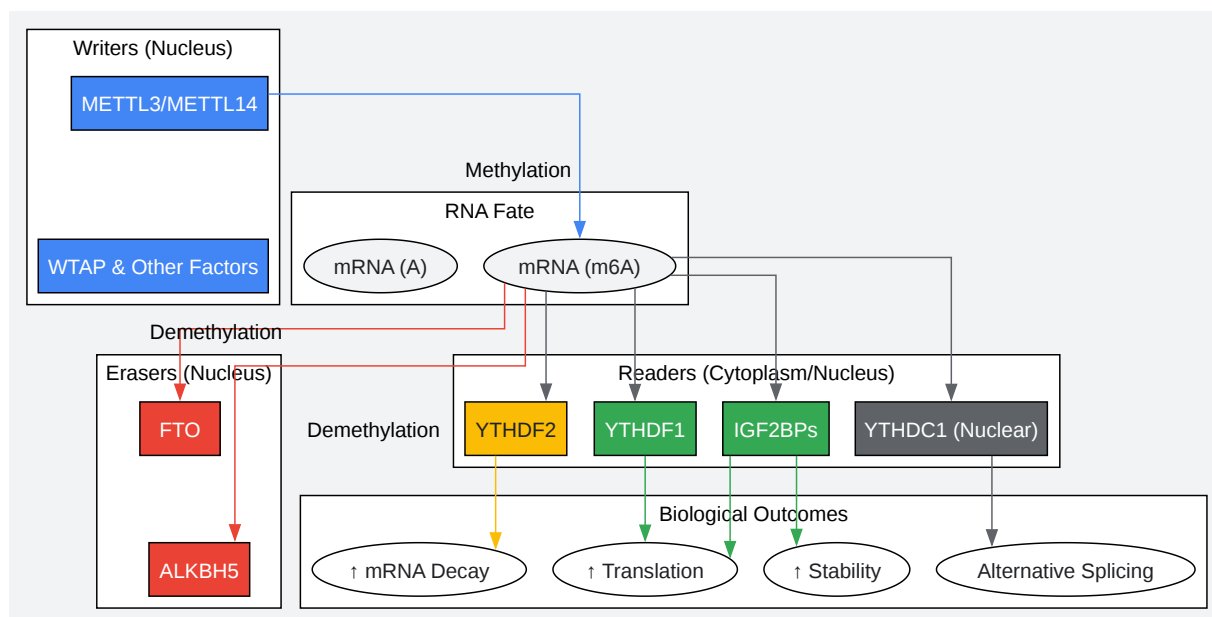 Writers (Nucleus)
METTL3/METTL14
Methylation
RNA Fate
WTAP & Other Factors
mRNA (A)
mRNA (m6A)
Demethylation
Erasers (Nucleus)
Readers (Cytoplasm/Nucleus)
FTO
Demethylation
YTHDF2
YTHDF1
IGF2BPs
YTHDC1 (Nuclear)
Biological Outcomes
ALKBH5
↑ mRNA Decay
↑ Translation
↑ Stability
Alternative Splicing